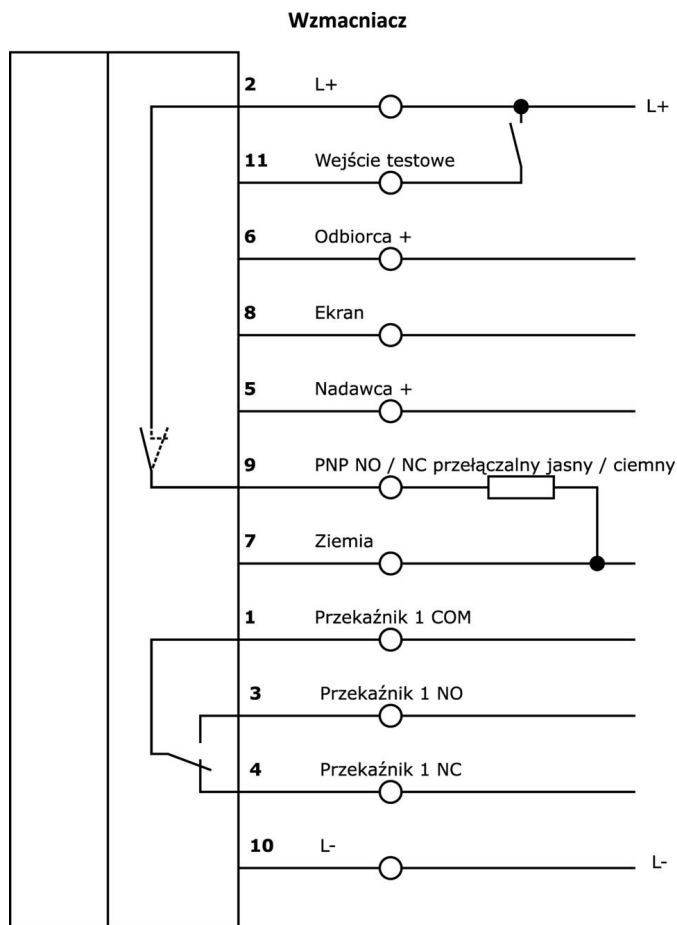 Wzmacniacz
2 L+
L+
11 Wejście testowe
6 Odbiorca +
8 Ekran
5 Nadawca +
9 PNP NO / NC przełączalny jasny / ciemny
7 Ziemia
1 Przekaźnik 1 COM
3 Przekaźnik 1 NO
4 Przekaźnik 1 NC
10 L-
L-